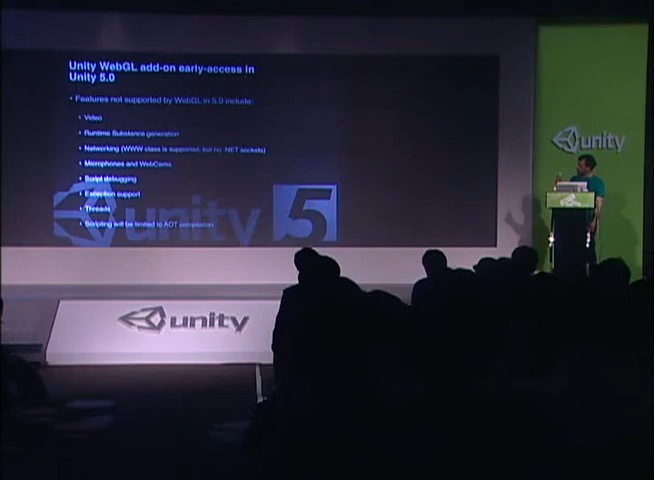 Unity WebGL add-on early-access in
Unity 5.0
Features not supported by WebGL in 5.0 include:
Video
Runtime Substance generation
Networking (WWW class is supported, but no .NET sockets)
Microphones and WebCams
Script debugging
Exception support
Threads
Scripting will be limited to AOT compilation
unity 5
unity
unity